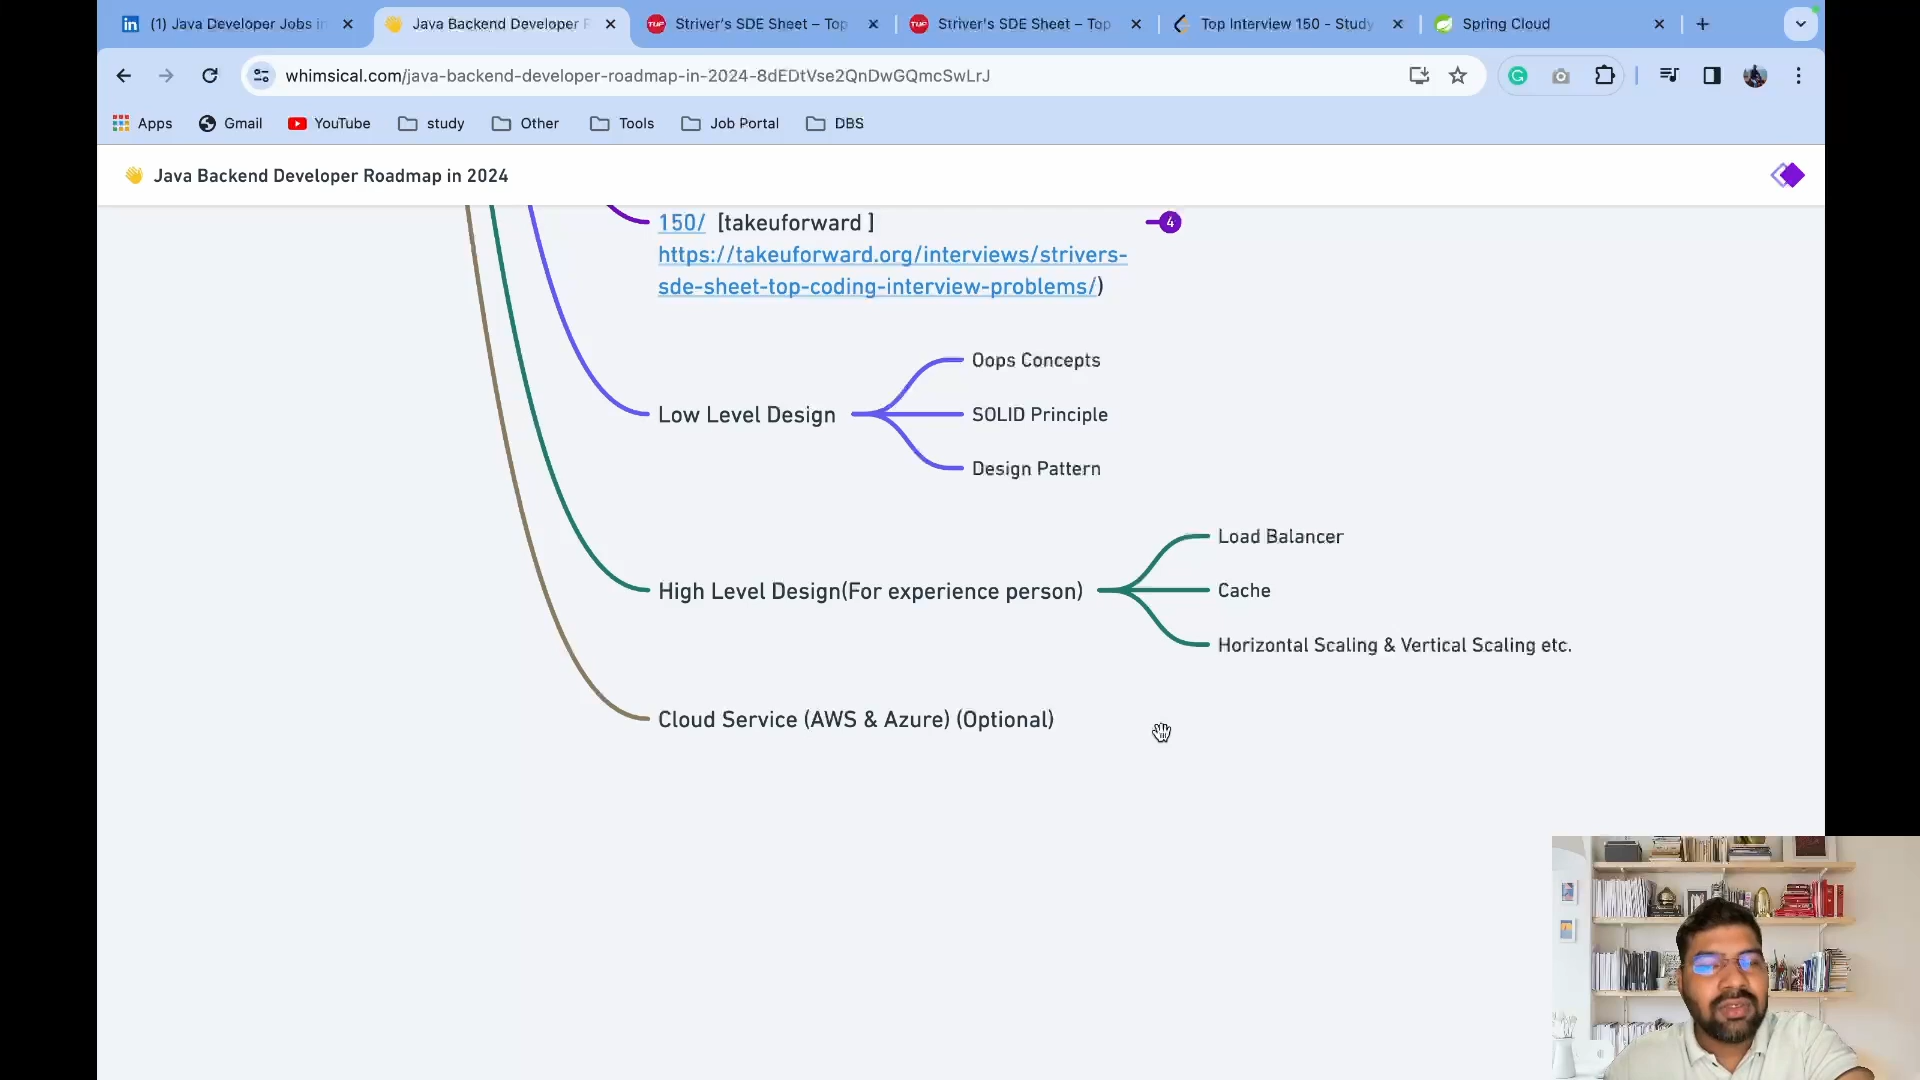 (1) Java Developer Jobs in
Java Backend Developer R
Striver's SDE Sheet – Top
Striver's SDE Sheet – Top
Top Interview 150 - Study
Spring Cloud
whimsical.com/java-backend-developer-roadmap-in-2024-8dEDtVse2QnDwGQmcSwLrJ
Apps
Gmail
YouTube
study
Other
Tools
Job Portal
DBS
👋 Java Backend Developer Roadmap in 2024
150/ [takeuforward ]
4
https://takeuforward.org/interviews/strivers-
sde-sheet-top-coding-interview-problems/)
Oops Concepts
Low Level Design
SOLID Principle
Design Pattern
Load Balancer
High Level Design(For experience person)
Cache
Horizontal Scaling & Vertical Scaling etc.
Cloud Service (AWS & Azure) (Optional)